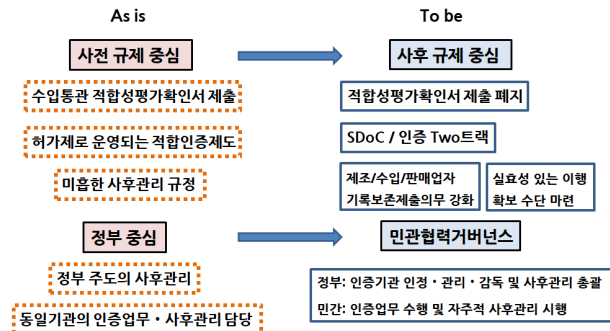 As is
To be
사전 규제 중심
사후 규제 중심
수입통관 적합성평가확인서 제출
적합성평가확인서 제출 폐지
허가제로 운영되는 적합인증제도
SDoC / 인증 Two트랙
미흡한 사후관리 규정
제조/수입/판매업자
기록보존제출의무 강화
실효성 있는 이행
확보 수단 마련
정부 중심
민관협력거버넌스
정부 주도의 사후관리
동일기관의 인증업무・사후관리 담당
정부: 인증기관 인정・관리・감독 및 사후관리 총괄
민간: 인증업무 수행 및 자주적 사후관리 시행